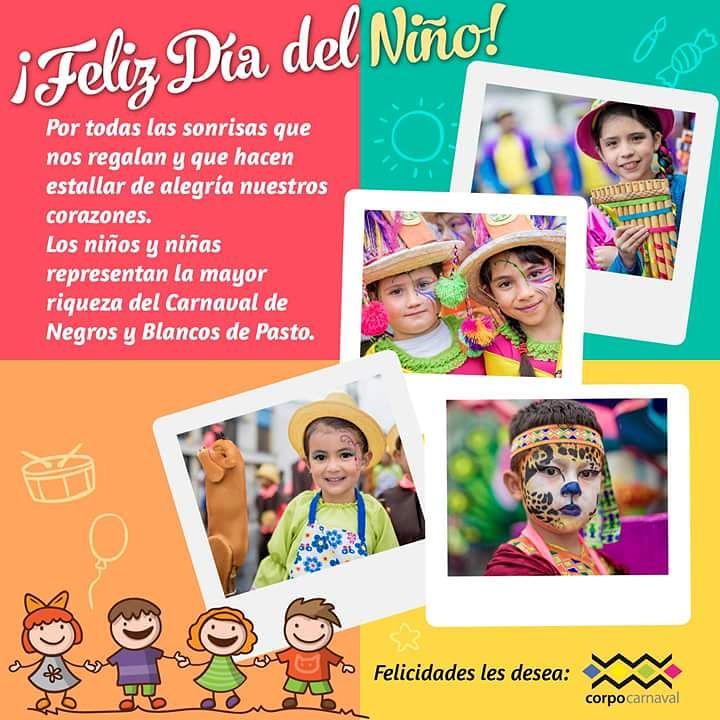 ¡Feliz Día del Niño!
Por todas las sonrisas que
nos regalan y que hacen
estallar de alegría nuestros
corazones.
Los niños y niñas
representan la mayor
riqueza del Carnaval de
Negros y Blancos de Pasto.
Felicidades les desea:
corpocarnaval